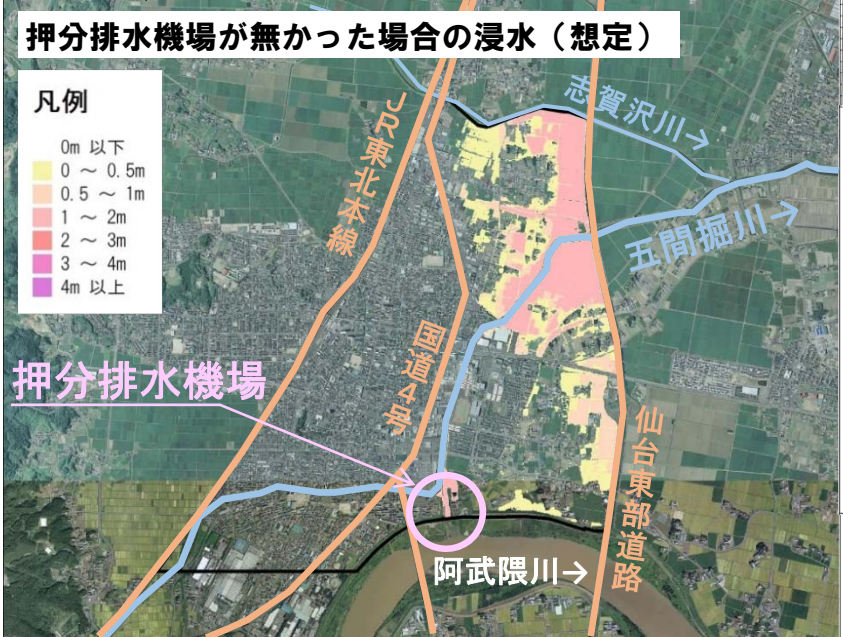 押分排水機場が無かった場合の浸水（想定）
凡例
0m 以下
0 ～ 0.5m
0.5 ～ 1m
1 ～ 2m
2 ～ 3m
3 ～ 4m
4m 以上
JR東北本線
志賀沢川→
五間掘川→
国道4号
押分排水機場
仙台東部道路
阿武隈川→